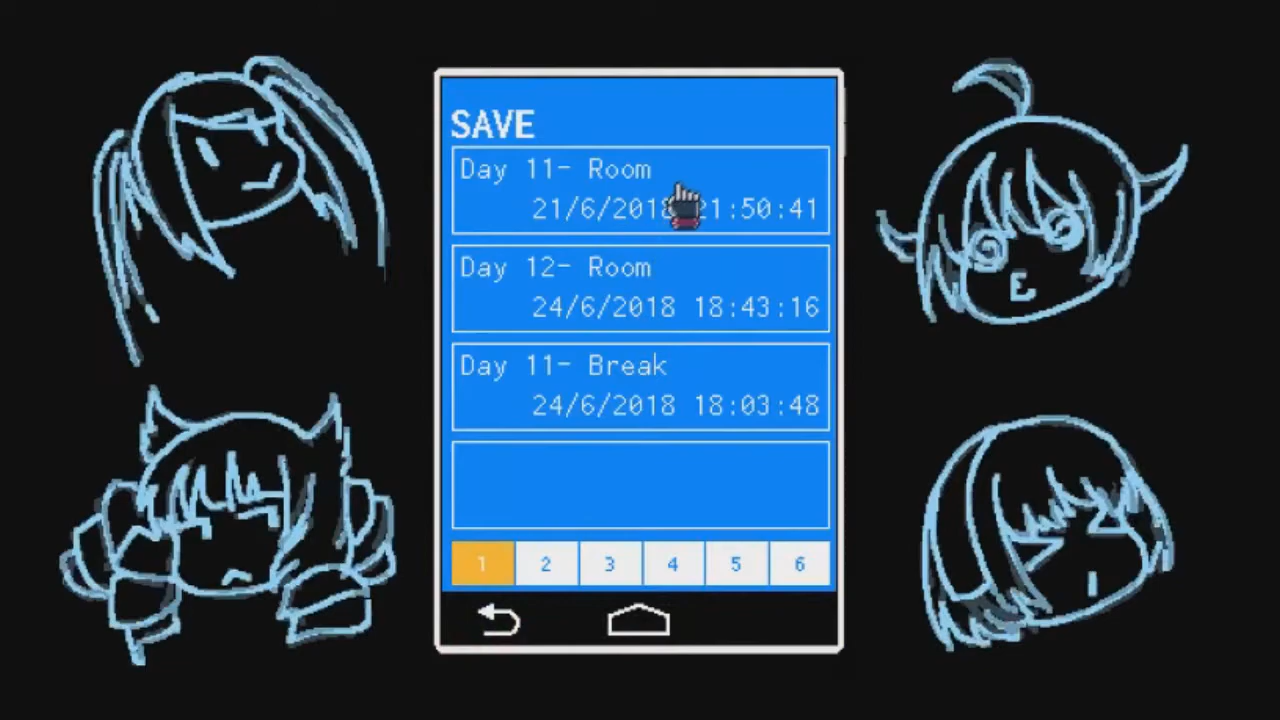 SAVE
Day 11- Room
21/6/2018 21:50:41
Day 12- Room
24/6/2018 18:43:16
Day 11- Break
24/6/2018 18:03:48
1 2 3 4 5 6